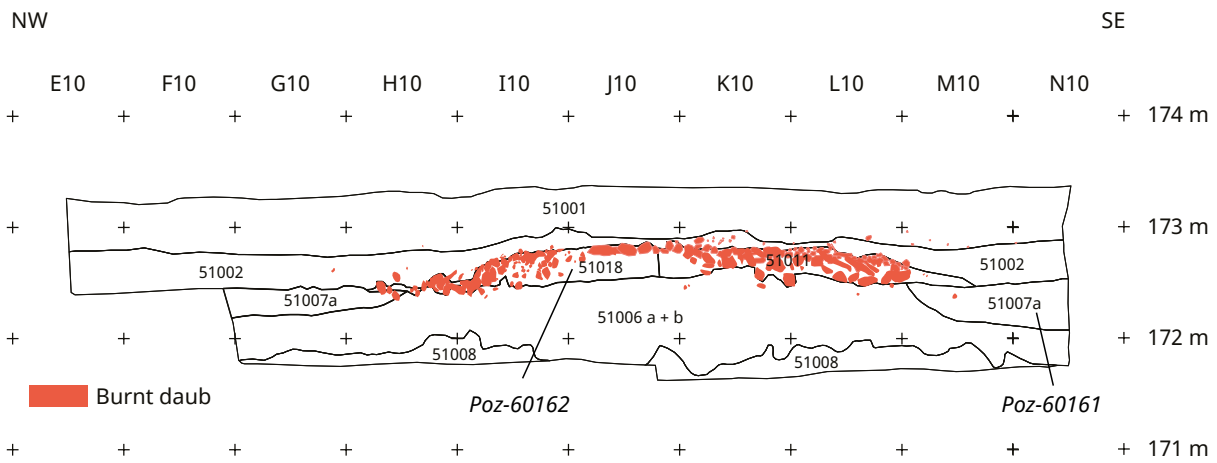 NW SE
E10 F10 G10 H10 I10 J10 K10 L10 M10 N10
174 m
51001
173 m
51002 51018 51011 51002
51007a 51007a
51006 a + b
172 m
51008 51008
Burnt daub
Poz-60162 Poz-60161
171 m